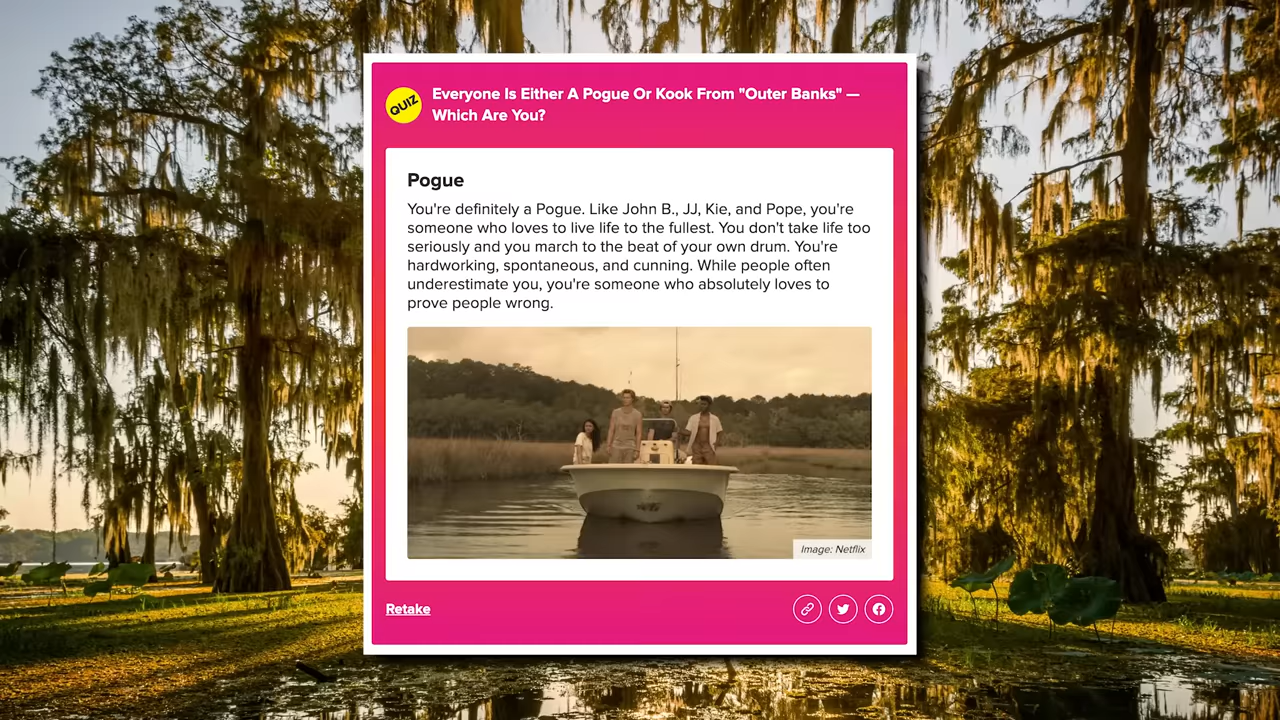 QUIZ
Everyone Is Either A Pogue Or Kook From "Outer Banks" —
Which Are You?
Pogue
You're definitely a Pogue. Like John B., JJ, Kie, and Pope, you're
someone who loves to live life to the fullest. You don't take life too
seriously and you march to the beat of your own drum. You're
hardworking, spontaneous, and cunning. While people often
underestimate you, you're someone who absolutely loves to
prove people wrong.
Image: Netflix
Retake